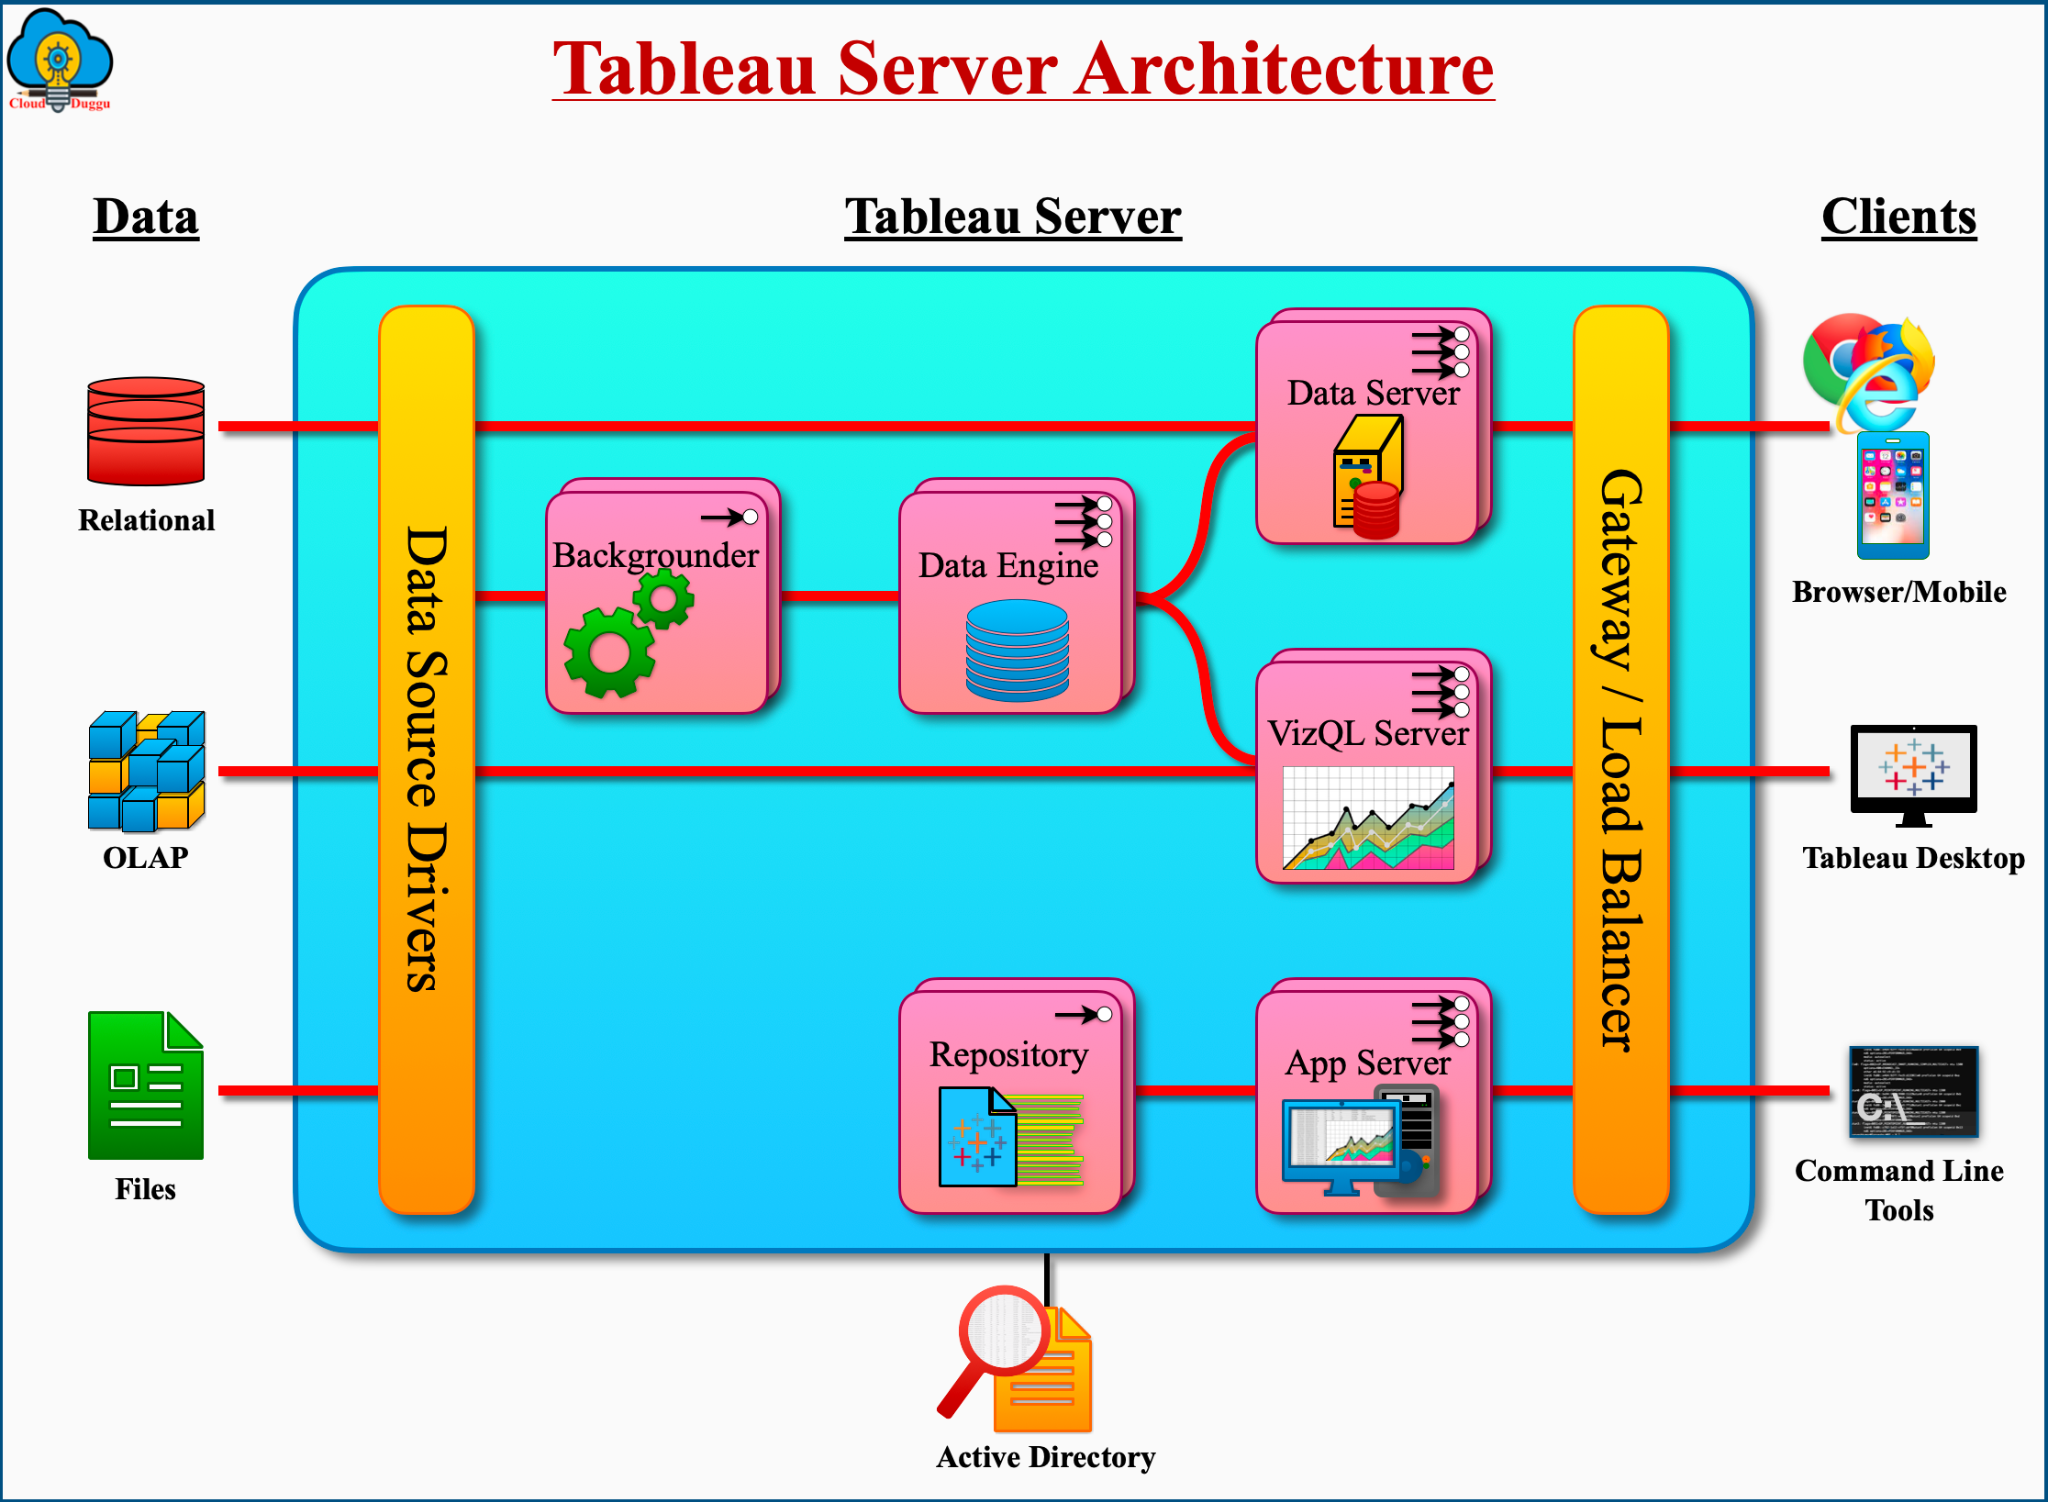 Cloud Duggu
Tableau Server Architecture
Data
Tableau Server
Clients
Relational
OLAP
Files
Data Source Drivers
Backgrounder
Data Engine
Data Server
VizQL Server
Repository
App Server
Gateway / Load Balancer
Browser/Mobile
Tableau Desktop
C:\_
Command Line
Tools
Active Directory